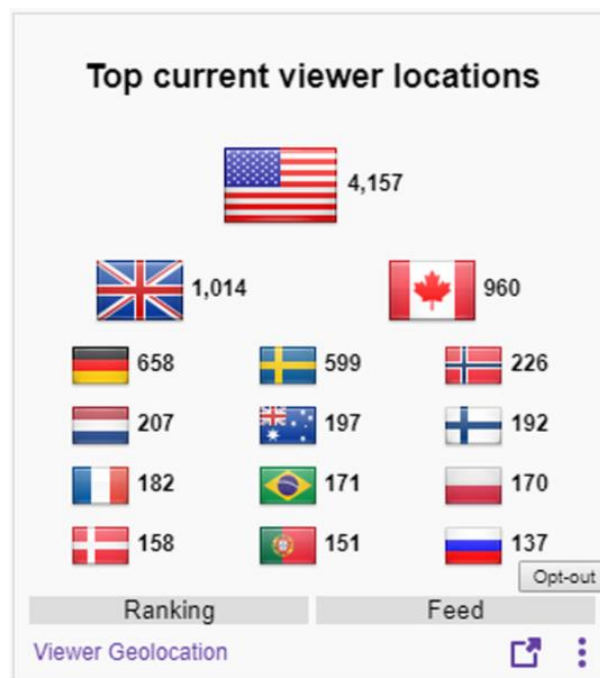 Top current viewer locations
4,157
1,014 960
658 599 226
207 197 192
182 171 170
158 151 137
Opt-out
Ranking Feed
Viewer Geolocation